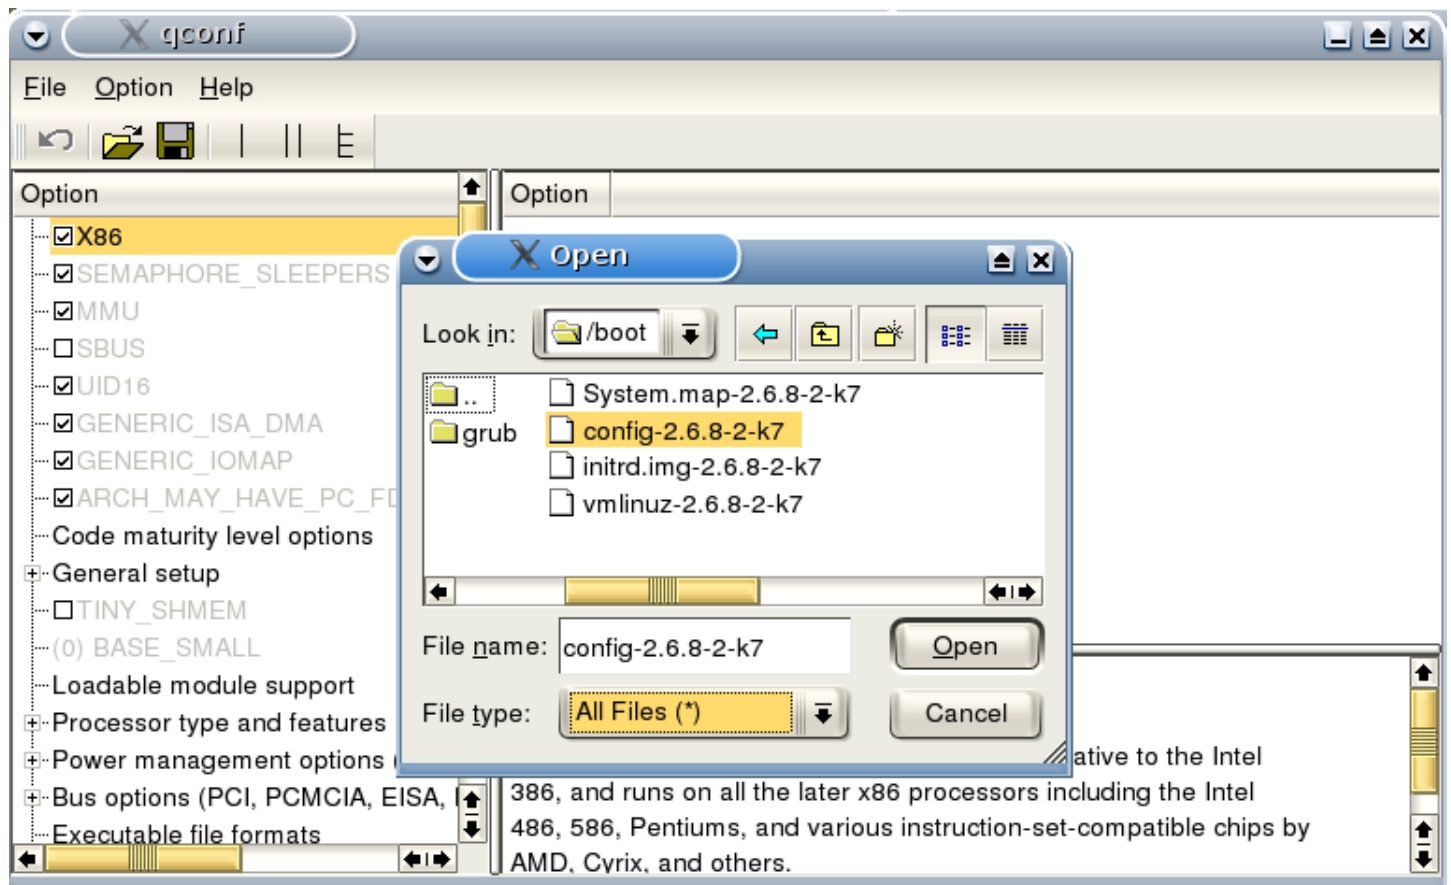 qconf
File Option Help
Option
X86
SEMAPHORE_SLEEPERS
MMU
SBUS
UID16
GENERIC_ISA_DMA
GENERIC_IOMAP
ARCH_MAY_HAVE_PC_FD
Code maturity level options
General setup
TINY_SHMEM
(0) BASE_SMALL
Loadable module support
Processor type and features
Power management options (
Bus options (PCI, PCMCIA, EISA,
Executable file formats
Option
Open
Look in: /boot
..
grub
System.map-2.6.8-2-k7
config-2.6.8-2-k7
initrd.img-2.6.8-2-k7
vmlinuz-2.6.8-2-k7
File name: config-2.6.8-2-k7 Open
File type: All Files (*) Cancel
ative to the Intel
386, and runs on all the later x86 processors including the Intel
486, 586, Pentiums, and various instruction-set-compatible chips by
AMD, Cyrix, and others.